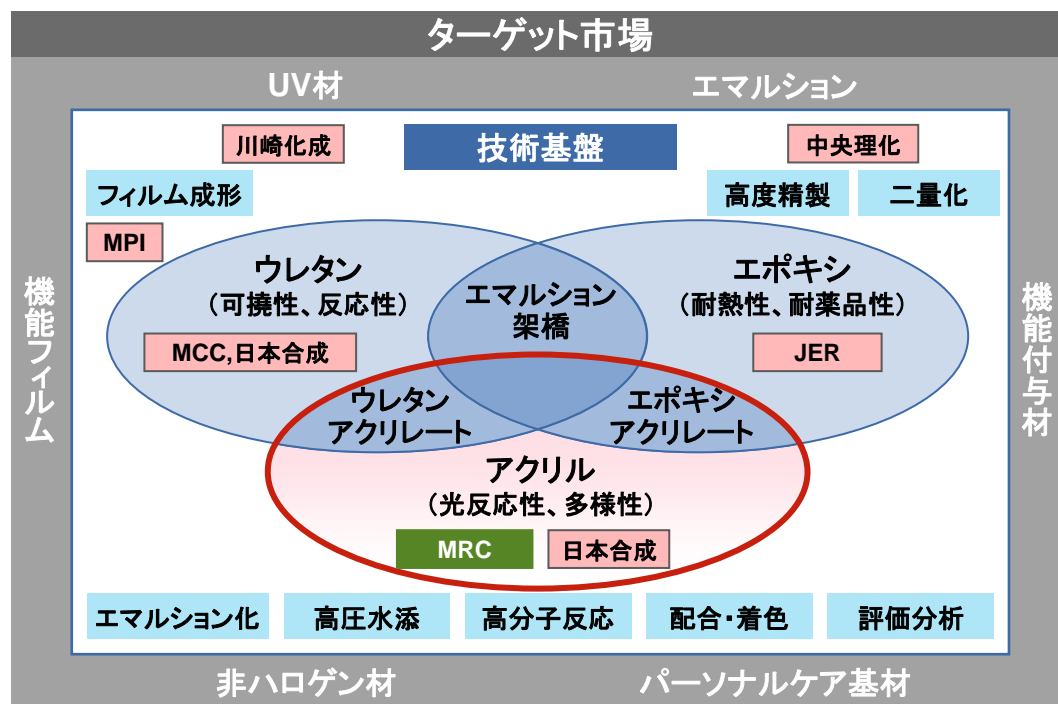 ターゲット市場
UV材
エマルション
機能フィルム
機能付与材
川崎化成
技術基盤
中央理化
フィルム成形
高度精製
二量化
MPI
ウレタン
(可撓性、反応性)
エマルション
架橋
エポキシ
(耐熱性、耐薬品性)
MCC,日本合成
JER
ウレタン
アクリレート
エポキシ
アクリレート
アクリル
(光反応性、多様性)
MRC
日本合成
エマルション化
高圧水添
高分子反応
配合・着色
評価分析
非ハロゲン材
パーソナルケア基材